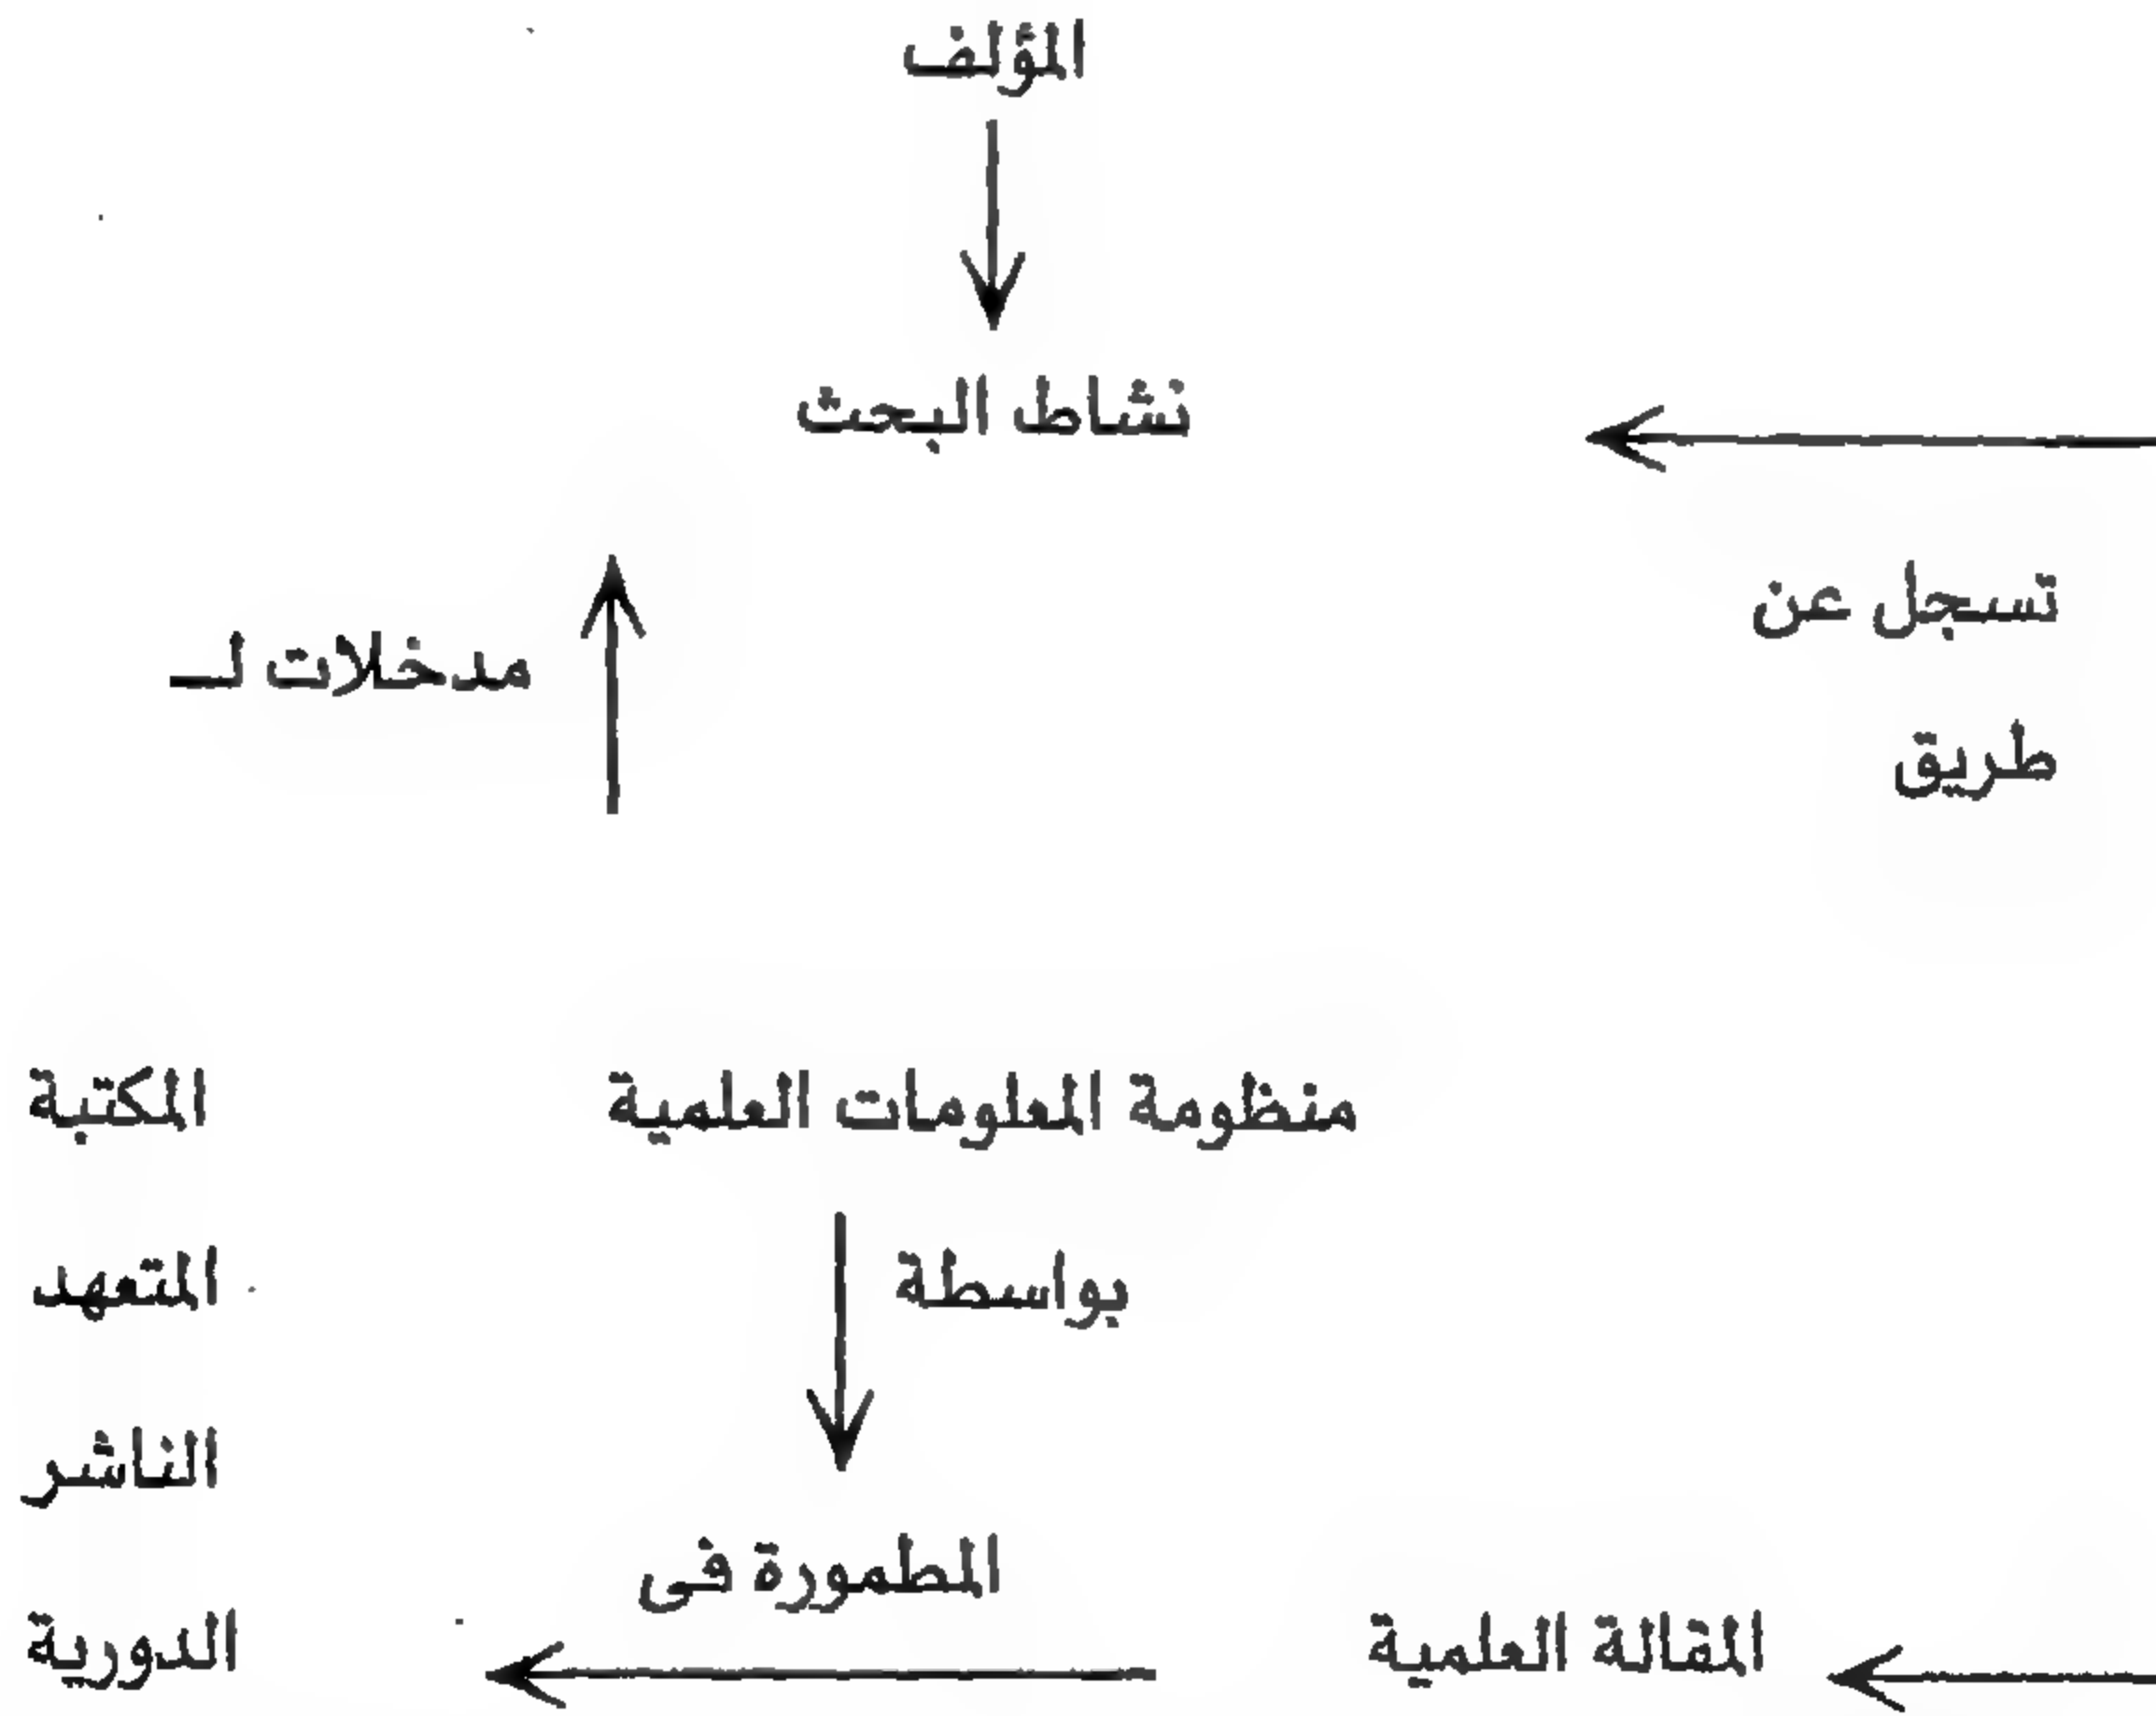 المؤلف
نشاط البحث
تسجل عن
مدخلات لـ
طريق
منظومة المعلومات العلمية
المكتبة
بواسطة
المتعهد
الناشر
المطمورة فى
المقالة العلمية
الدورية